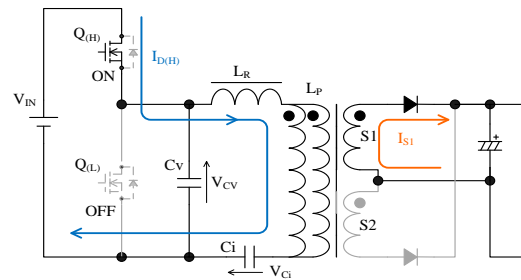 Q(H)
ON
ID(H)
VIN
LR
LP
S1
IS1
+
Q(L)
OFF
CV
VCV
S2
Ci
VCi